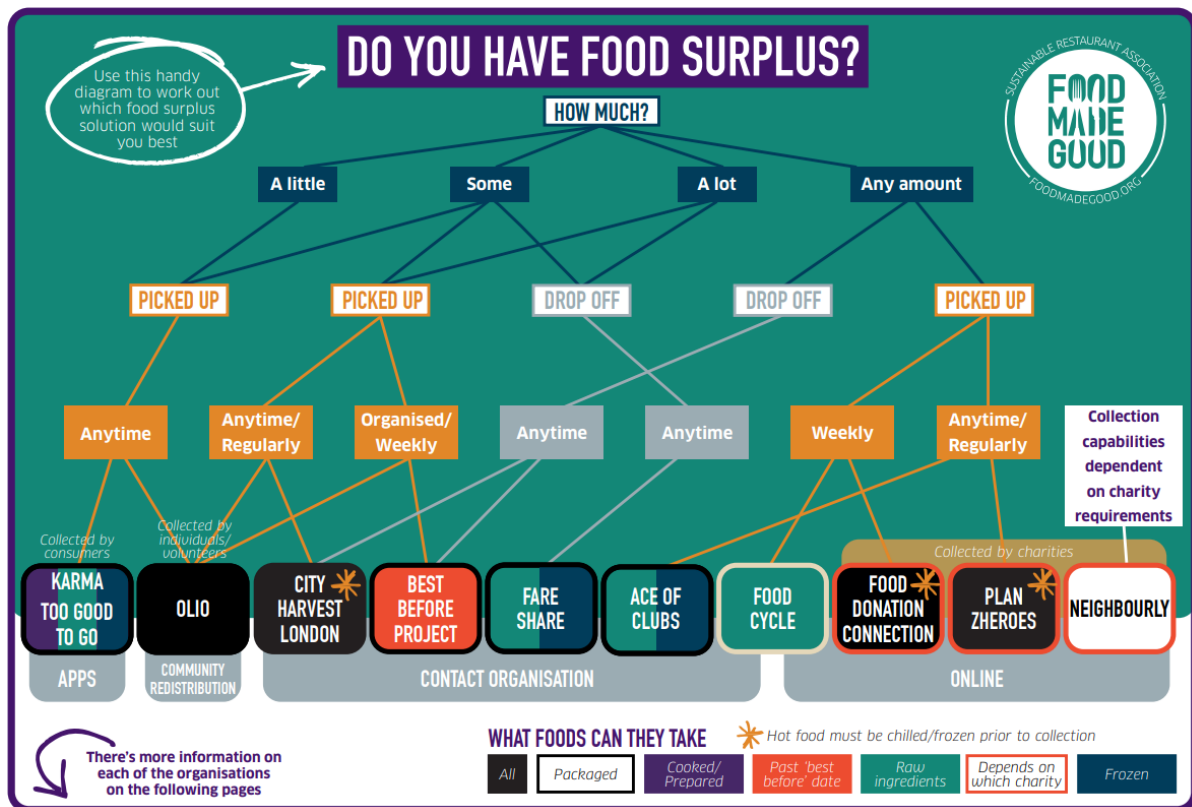 DO YOU HAVE FOOD SURPLUS?
Use this handy
diagram to work out
which food surplus
solution would suit
you best
SUSTAINABLE RESTAURANT ASSOCIATION
FOOD
MADE
GOOD
FOODMADEGOOD.ORG
HOW MUCH?
A little
Some
A lot
Any amount
PICKED UP
PICKED UP
DROP OFF
DROP OFF
PICKED UP
Anytime
Anytime/
Regularly
Organised/
Weekly
Anytime
Anytime
Weekly
Anytime/
Regularly
Collection
capabilities
dependent
on charity
requirements
Collected by
consumers
Collected by
individuals/
volunteers
Collected by charities
KARMA
TOO GOOD
TO GO
OLIO
CITY
HARVEST
LONDON
BEST
BEFORE
PROJECT
FARE
SHARE
ACE OF
CLUBS
FOOD
CYCLE
FOOD
DONATION
CONNECTION
PLAN
ZHEROES
NEIGHBOURLY
APPS
COMMUNITY
REDISTRIBUTION
CONTACT ORGANISATION
ONLINE
There's more information on
each of the organisations
on the following pages
WHAT FOODS CAN THEY TAKE
Hot food must be chilled/frozen prior to collection
All
Packaged
Cooked/
Prepared
Past 'best
before' date
Raw
ingredients
Depends on
which charity
Frozen